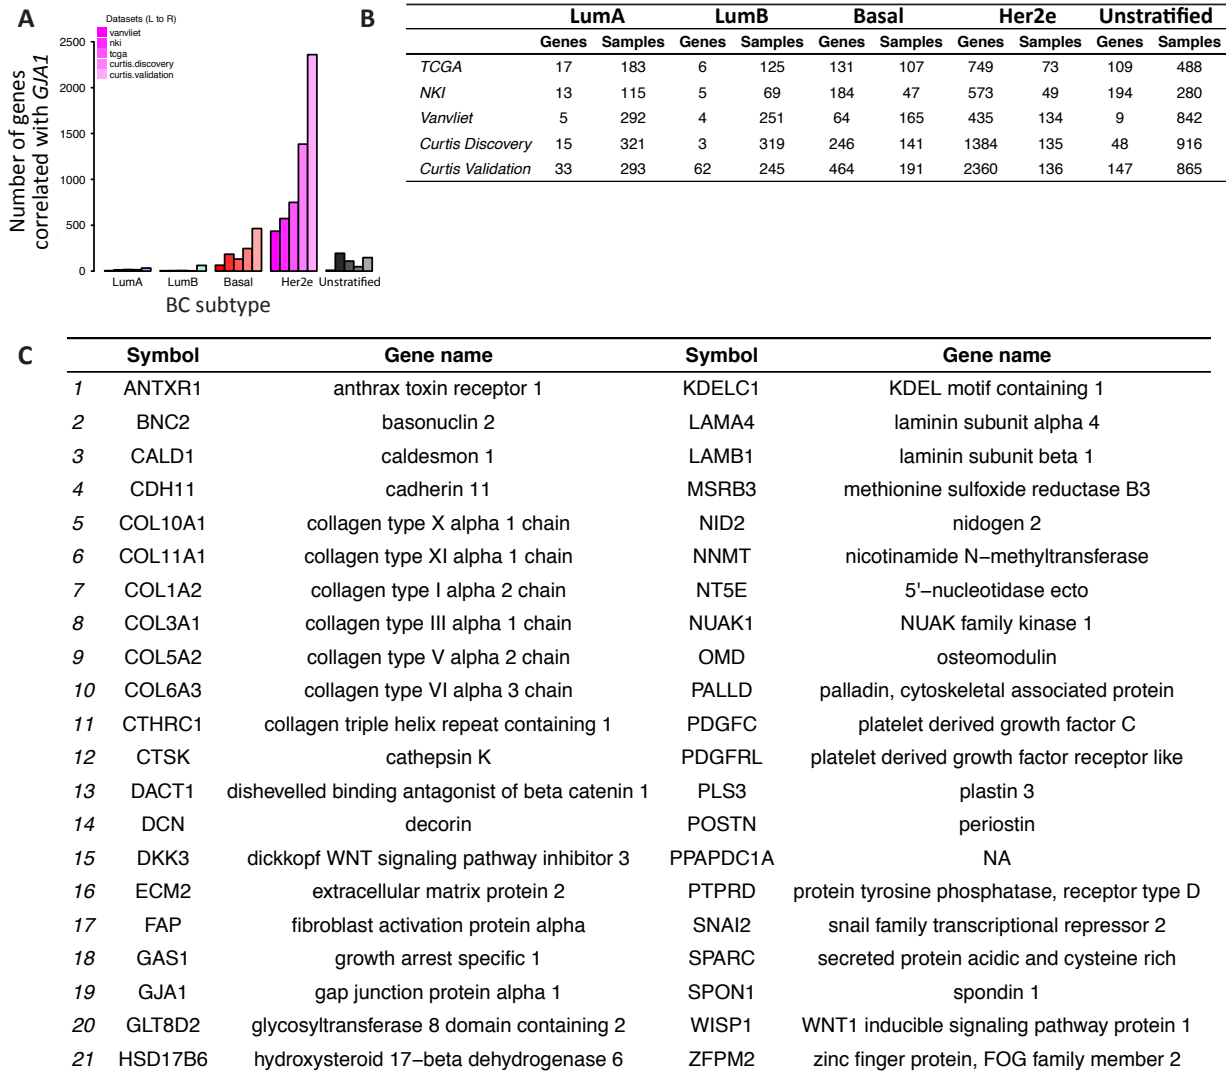 A
Datasets (L to R)
vanvliet
nki
tcga
curtis.discovery
curtis.validation
Number of genes
correlated with GJA1
2500
2000
1500
1000
500
0
LumA LumB Basal Her2e Unstratified
BC subtype
B
LumA LumB Basal Her2e Unstratified
Genes Samples Genes Samples Genes Samples Genes Samples Genes Samples
TCGA 17 183 6 125 131 107 749 73 109 488
NKI 13 115 5 69 184 47 573 49 194 280
Vanvliet 5 292 4 251 64 165 435 134 9 842
Curtis Discovery 15 321 3 319 246 141 1384 135 48 916
Curtis Validation 33 293 62 245 464 191 2360 136 147 865
C
Symbol Gene name Symbol Gene name
1 ANTXR1 anthrax toxin receptor 1 KDELC1 KDEL motif containing 1
2 BNC2 basonuclin 2 LAMA4 laminin subunit alpha 4
3 CALD1 caldesmon 1 LAMB1 laminin subunit beta 1
4 CDH11 cadherin 11 MSRB3 methionine sulfoxide reductase B3
5 COL10A1 collagen type X alpha 1 chain NID2 nidogen 2
6 COL11A1 collagen type XI alpha 1 chain NNMT nicotinamide N−methyltransferase
7 COL1A2 collagen type I alpha 2 chain NT5E 5'−nucleotidase ecto
8 COL3A1 collagen type III alpha 1 chain NUAK1 NUAK family kinase 1
9 COL5A2 collagen type V alpha 2 chain OMD osteomodulin
10 COL6A3 collagen type VI alpha 3 chain PALLD palladin, cytoskeletal associated protein
11 CTHRC1 collagen triple helix repeat containing 1 PDGFC platelet derived growth factor C
12 CTSK cathepsin K PDGFRL platelet derived growth factor receptor like
13 DACT1 dishevelled binding antagonist of beta catenin 1 PLS3 plastin 3
14 DCN decorin POSTN periostin
15 DKK3 dickkopf WNT signaling pathway inhibitor 3 PPAPDC1A NA
16 ECM2 extracellular matrix protein 2 PTPRD protein tyrosine phosphatase, receptor type D
17 FAP fibroblast activation protein alpha SNAI2 snail family transcriptional repressor 2
18 GAS1 growth arrest specific 1 SPARC secreted protein acidic and cysteine rich
19 GJA1 gap junction protein alpha 1 SPON1 spondin 1
20 GLT8D2 glycosyltransferase 8 domain containing 2 WISP1 WNT1 inducible signaling pathway protein 1
21 HSD17B6 hydroxysteroid 17−beta dehydrogenase 6 ZFPM2 zinc finger protein, FOG family member 2